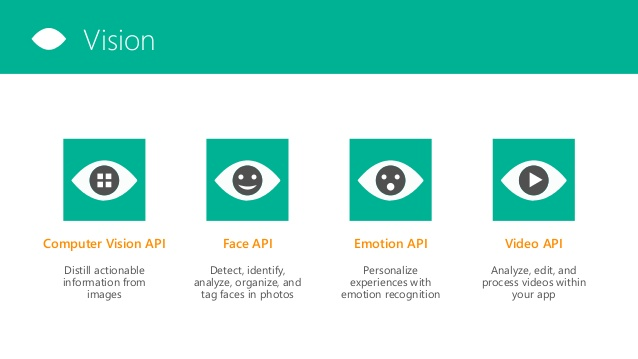 Vision
Computer Vision API
Distill actionable
information from
images
Face API
Detect, identify,
analyze, organize, and
tag faces in photos
Emotion API
Personalize
experiences with
emotion recognition
Video API
Analyze, edit, and
process videos within
your app